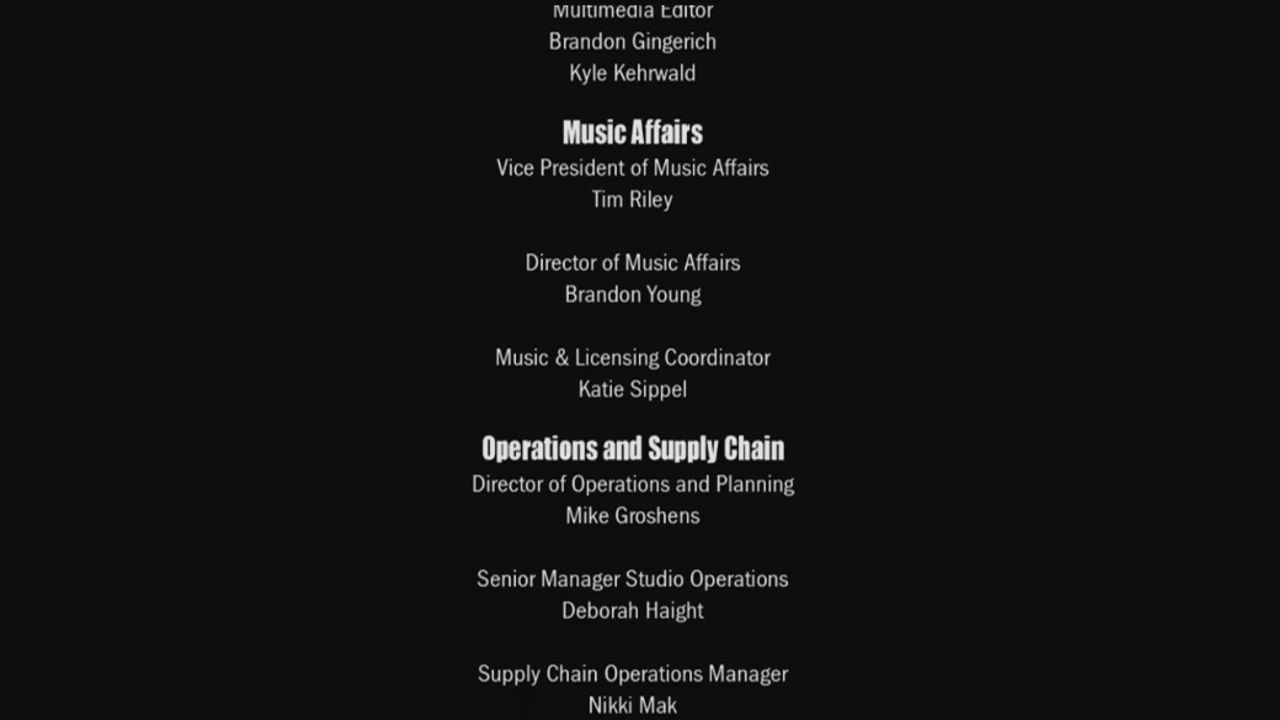 Multimedia Editor
Brandon Gingerich
Kyle Kehrwald
Music Affairs
Vice President of Music Affairs
Tim Riley
Director of Music Affairs
Brandon Young
Music & Licensing Coordinator
Katie Sippel
Operations and Supply Chain
Director of Operations and Planning
Mike Groshens
Senior Manager Studio Operations
Deborah Haight
Supply Chain Operations Manager
Nikki Mak